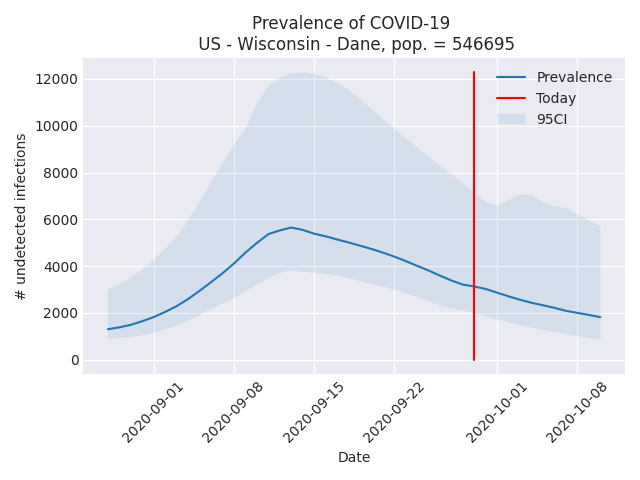 Prevalence of COVID-19
US - Wisconsin - Dane, pop. = 546695
# undetected infections
12000
10000
8000
6000
4000
2000
0
Prevalence
Today
95CI
2020-09-01
2020-09-08
2020-09-15
2020-09-22
2020-10-01
2020-10-08
Date